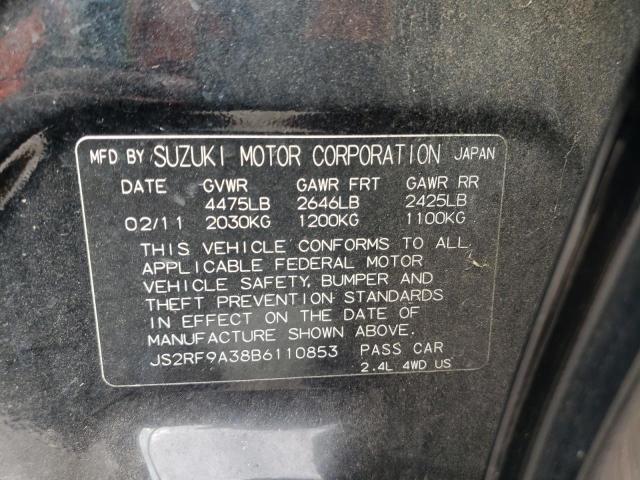 MFD BY SUZUKI MOTOR CORPORATION JAPAN
DATE GVWR GAWR FRT GAWR RR
4475LB 2646LB 2425LB
02/11 2030KG 1200KG 1100KG
THIS VEHICLE CONFORMS TO ALL
APPLICABLE FEDERAL MOTOR
VEHICLE SAFETY, BUMPER AND
THEFT PREVENTION STANDARDS
IN EFFECT ON THE DATE OF
MANUFACTURE SHOWN ABOVE.
JS2RF9A38B6110853 PASS CAR
2.4L 4WD US